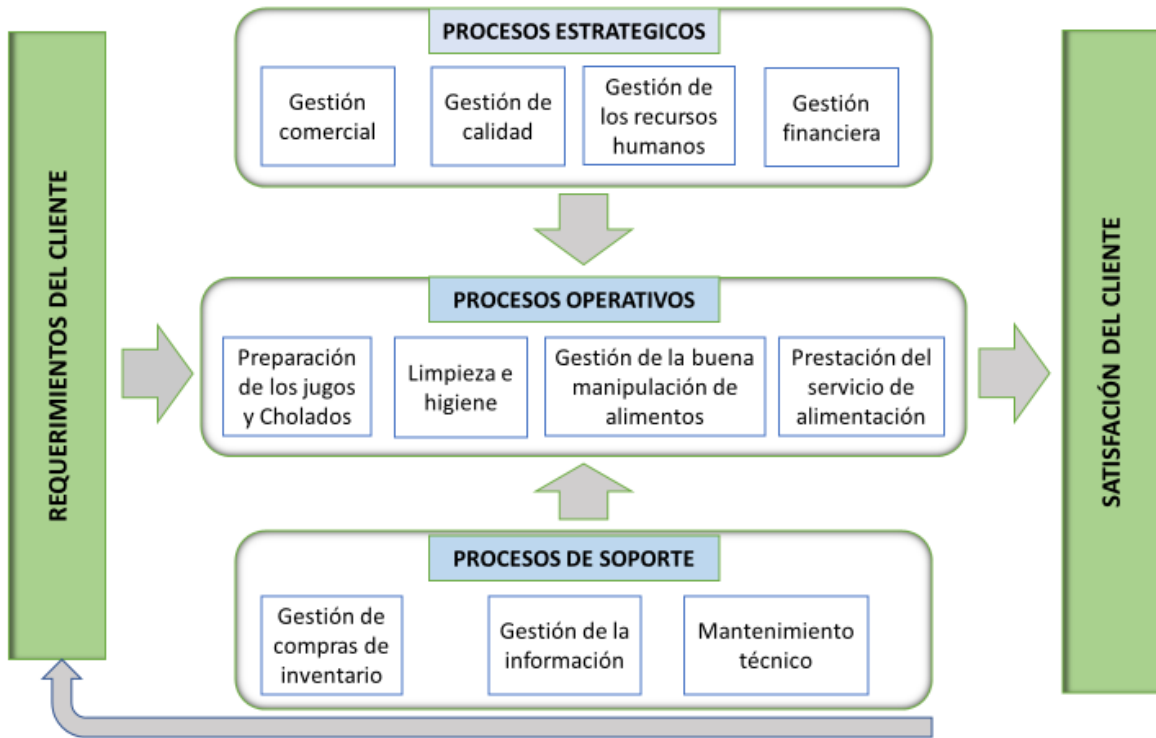 REQUERIMIENTOS DEL CLIENTE
PROCESOS ESTRATEGICOS
Gestión
comercial
Gestión de
calidad
Gestión de
los recursos
humanos
Gestión
financiera
PROCESOS OPERATIVOS
Preparación
de los jugos
y Cholados
Limpieza e
higiene
Gestión de la buena
manipulación de
alimentos
Prestación del
servicio de
alimentación
PROCESOS DE SOPORTE
Gestión de
compras de
inventario
Gestión de la
información
Mantenimiento
técnico
SATISFACIÓN DEL CLIENTE